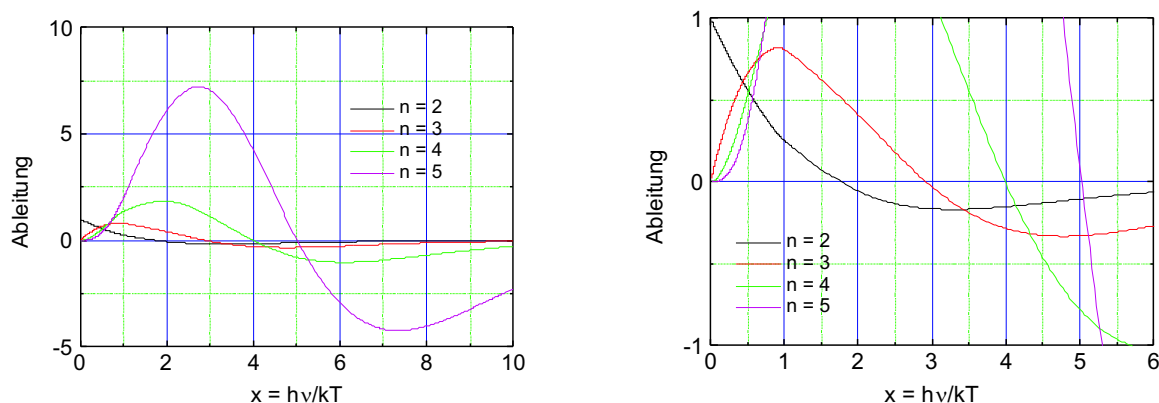 10
5
0
-5
Ableitung
n = 2
n = 3
n = 4
n = 5
0 2 4 6 8 10
x = hν/kT
1
0
-1
Ableitung
n = 2
n = 3
n = 4
n = 5
0 1 2 3 4 5 6
x = hν/kT